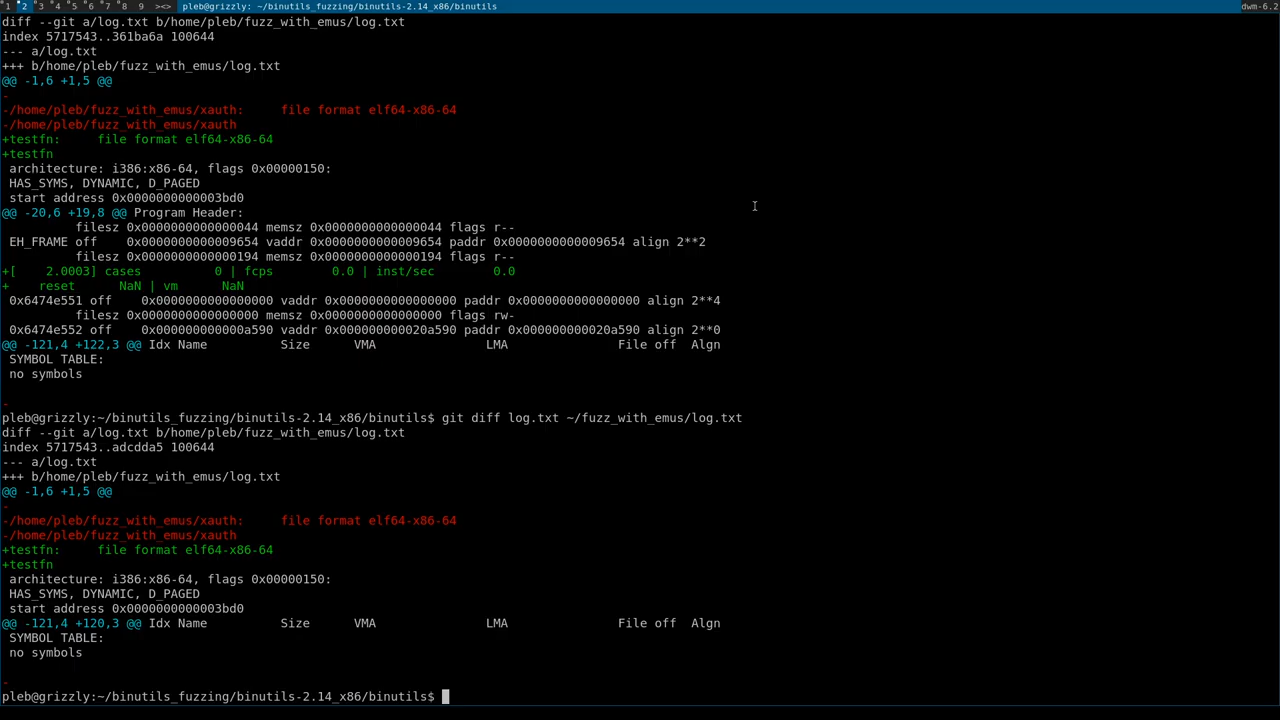 1 2 3 4 5 6 7 8 9 ><> pleb@grizzly: ~/binutils_fuzzing/binutils-2.14_x86/binutils dwm-6.2
diff --git a/log.txt b/home/pleb/fuzz_with_emus/log.txt
index 5717543..361ba6a 100644
--- a/log.txt
+++ b/home/pleb/fuzz_with_emus/log.txt
@@ -1,6 +1,5 @@
-
-/home/pleb/fuzz_with_emus/xauth:     file format elf64-x86-64
-/home/pleb/fuzz_with_emus/xauth
+testfn:     file format elf64-x86-64
+testfn
 architecture: i386:x86-64, flags 0x00000150:
 HAS_SYMS, DYNAMIC, D_PAGED
 start address 0x0000000000003bd0
@@ -20,6 +19,8 @@ Program Header:
          filesz 0x0000000000000044 memsz 0x0000000000000044 flags r--
 EH_FRAME off    0x0000000000009654 vaddr 0x0000000000009654 paddr 0x0000000000009654 align 2**2
          filesz 0x0000000000000194 memsz 0x0000000000000194 flags r--
+[    2.0003] cases          0 | fcps        0.0 | inst/sec        0.0
+    reset      NaN | vm       NaN
 0x6474e551 off    0x0000000000000000 vaddr 0x0000000000000000 paddr 0x0000000000000000 align 2**4
          filesz 0x0000000000000000 memsz 0x0000000000000000 flags rw-
 0x6474e552 off    0x000000000000a590 vaddr 0x000000000020a590 paddr 0x000000000020a590 align 2**0
@@ -121,4 +122,3 @@ Idx Name          Size      VMA               LMA               File off  Algn
 SYMBOL TABLE:
 no symbols
-
pleb@grizzly:~/binutils_fuzzing/binutils-2.14_x86/binutils$ git diff log.txt ~/fuzz_with_emus/log.txt
diff --git a/log.txt b/home/pleb/fuzz_with_emus/log.txt
index 5717543..adcdda5 100644
--- a/log.txt
+++ b/home/pleb/fuzz_with_emus/log.txt
@@ -1,6 +1,5 @@
-
-/home/pleb/fuzz_with_emus/xauth:     file format elf64-x86-64
-/home/pleb/fuzz_with_emus/xauth
+testfn:     file format elf64-x86-64
+testfn
 architecture: i386:x86-64, flags 0x00000150:
 HAS_SYMS, DYNAMIC, D_PAGED
 start address 0x0000000000003bd0
@@ -121,4 +120,3 @@ Idx Name          Size      VMA               LMA               File off  Algn
 SYMBOL TABLE:
 no symbols
-
pleb@grizzly:~/binutils_fuzzing/binutils-2.14_x86/binutils$